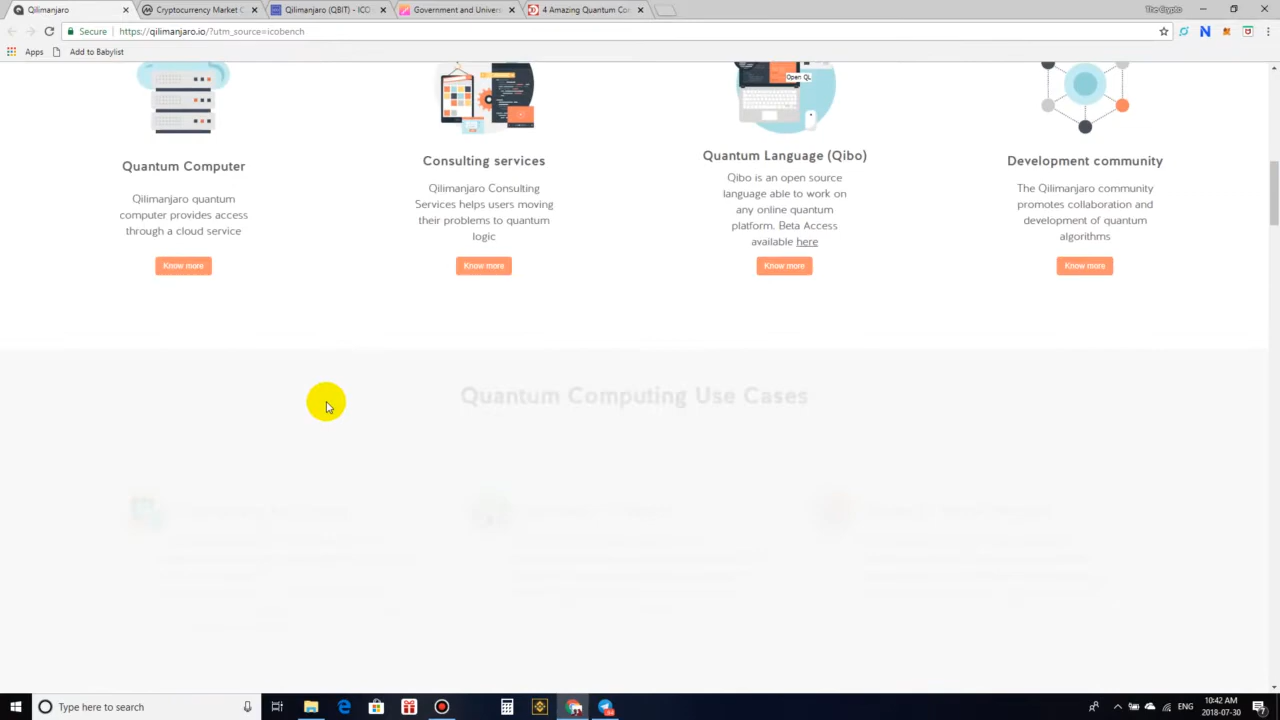 Qilimanjaro
Cryptocurrency Market C
Qilimanjaro (QBIT) - ICO
Government and Univers
4 Amazing Quantum Con
The Crypto
Secure
https://qilimanjaro.io/?utm_source=icobench
Apps
Add to Babylist
Open QL
Quantum Computer
Qilimanjaro quantum
computer provides access
through a cloud service
Know more
Consulting services
Qilimanjaro Consulting
Services helps users moving
their problems to quantum
logic
Know more
Quantum Language (Qibo)
Qibo is an open source
language able to work on
any online quantum
platform. Beta Access
available here
Know more
Development community
The Qilimanjaro community
promotes collaboration and
development of quantum
algorithms
Know more
Quantum Computing Use Cases
Type here to search
ENG
10:42 AM
2018-07-30